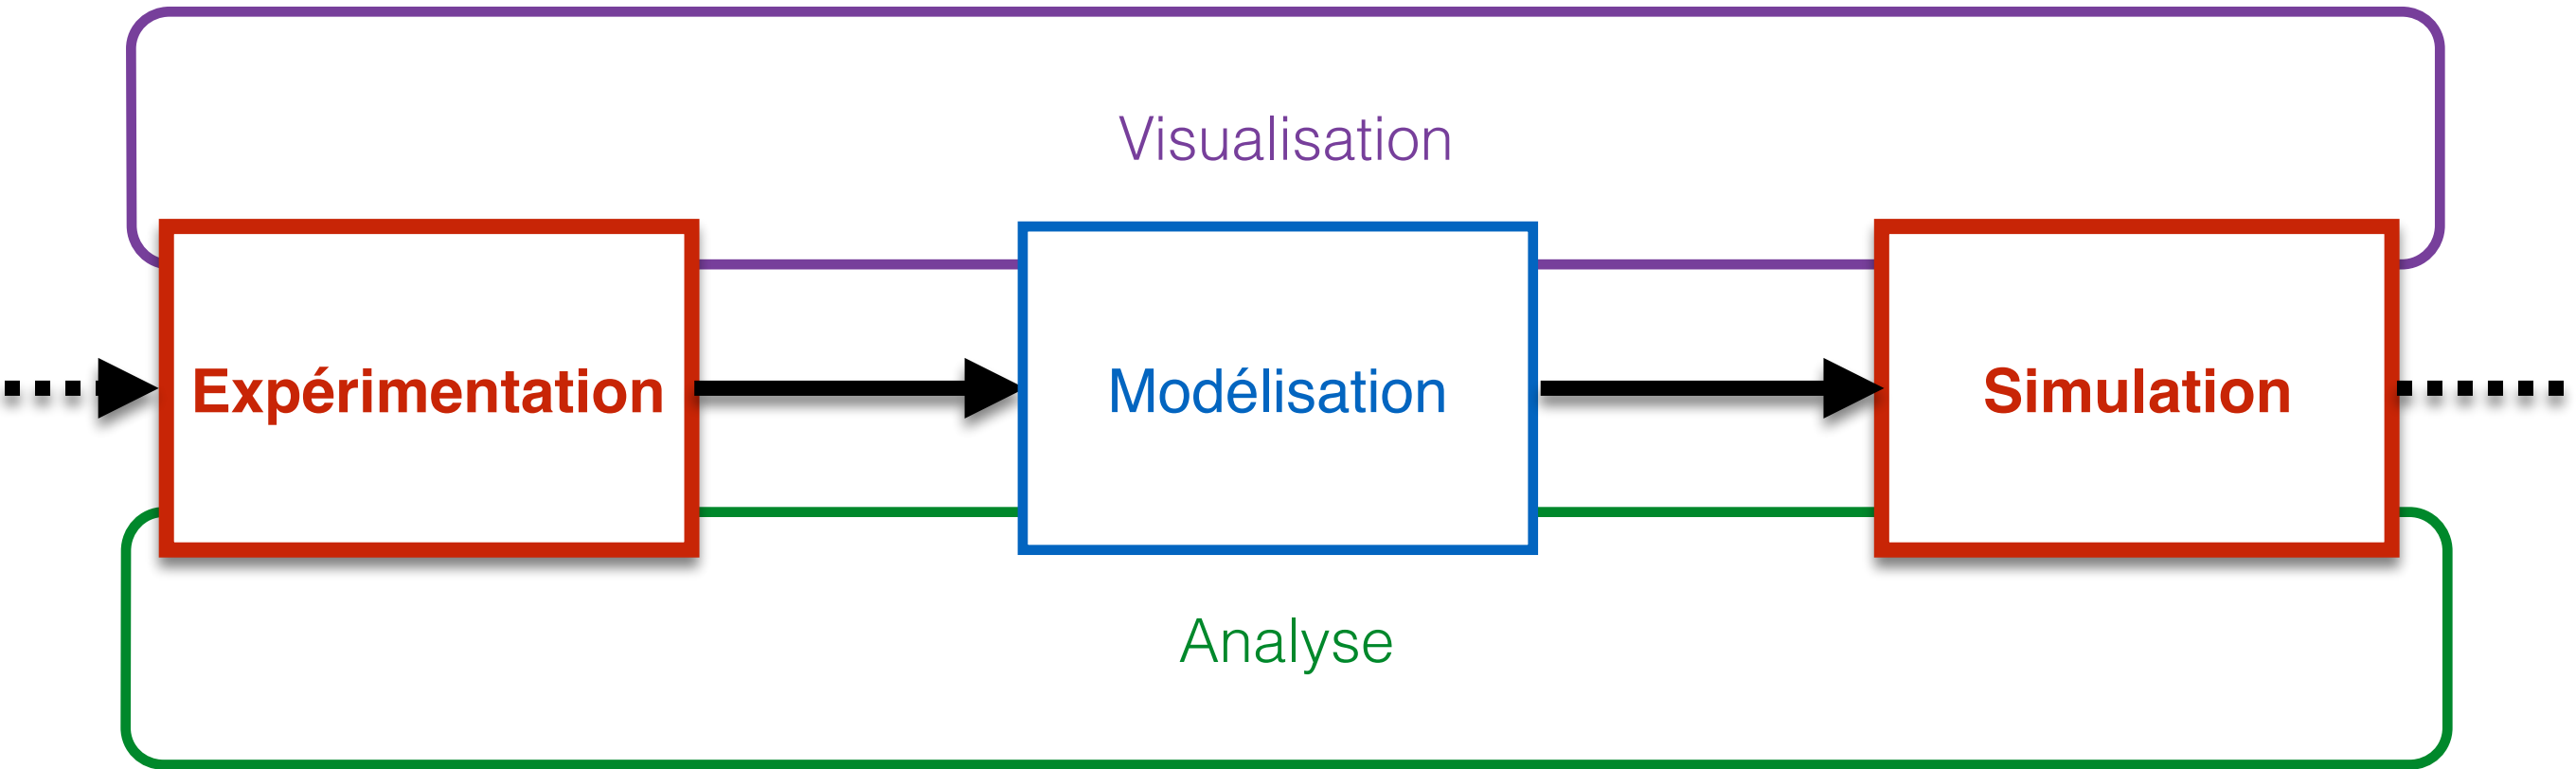 Visualisation
Expérimentation
Modélisation
Simulation
Analyse